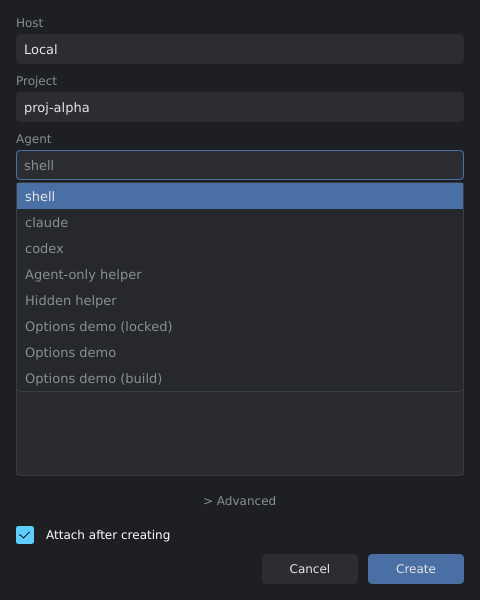 Host
Local
Project
proj-alpha
Agent
shell
shell
claude
codex
Agent-only helper
Hidden helper
Options demo (locked)
Options demo
Options demo (build)
> Advanced
Attach after creating
Cancel
Create